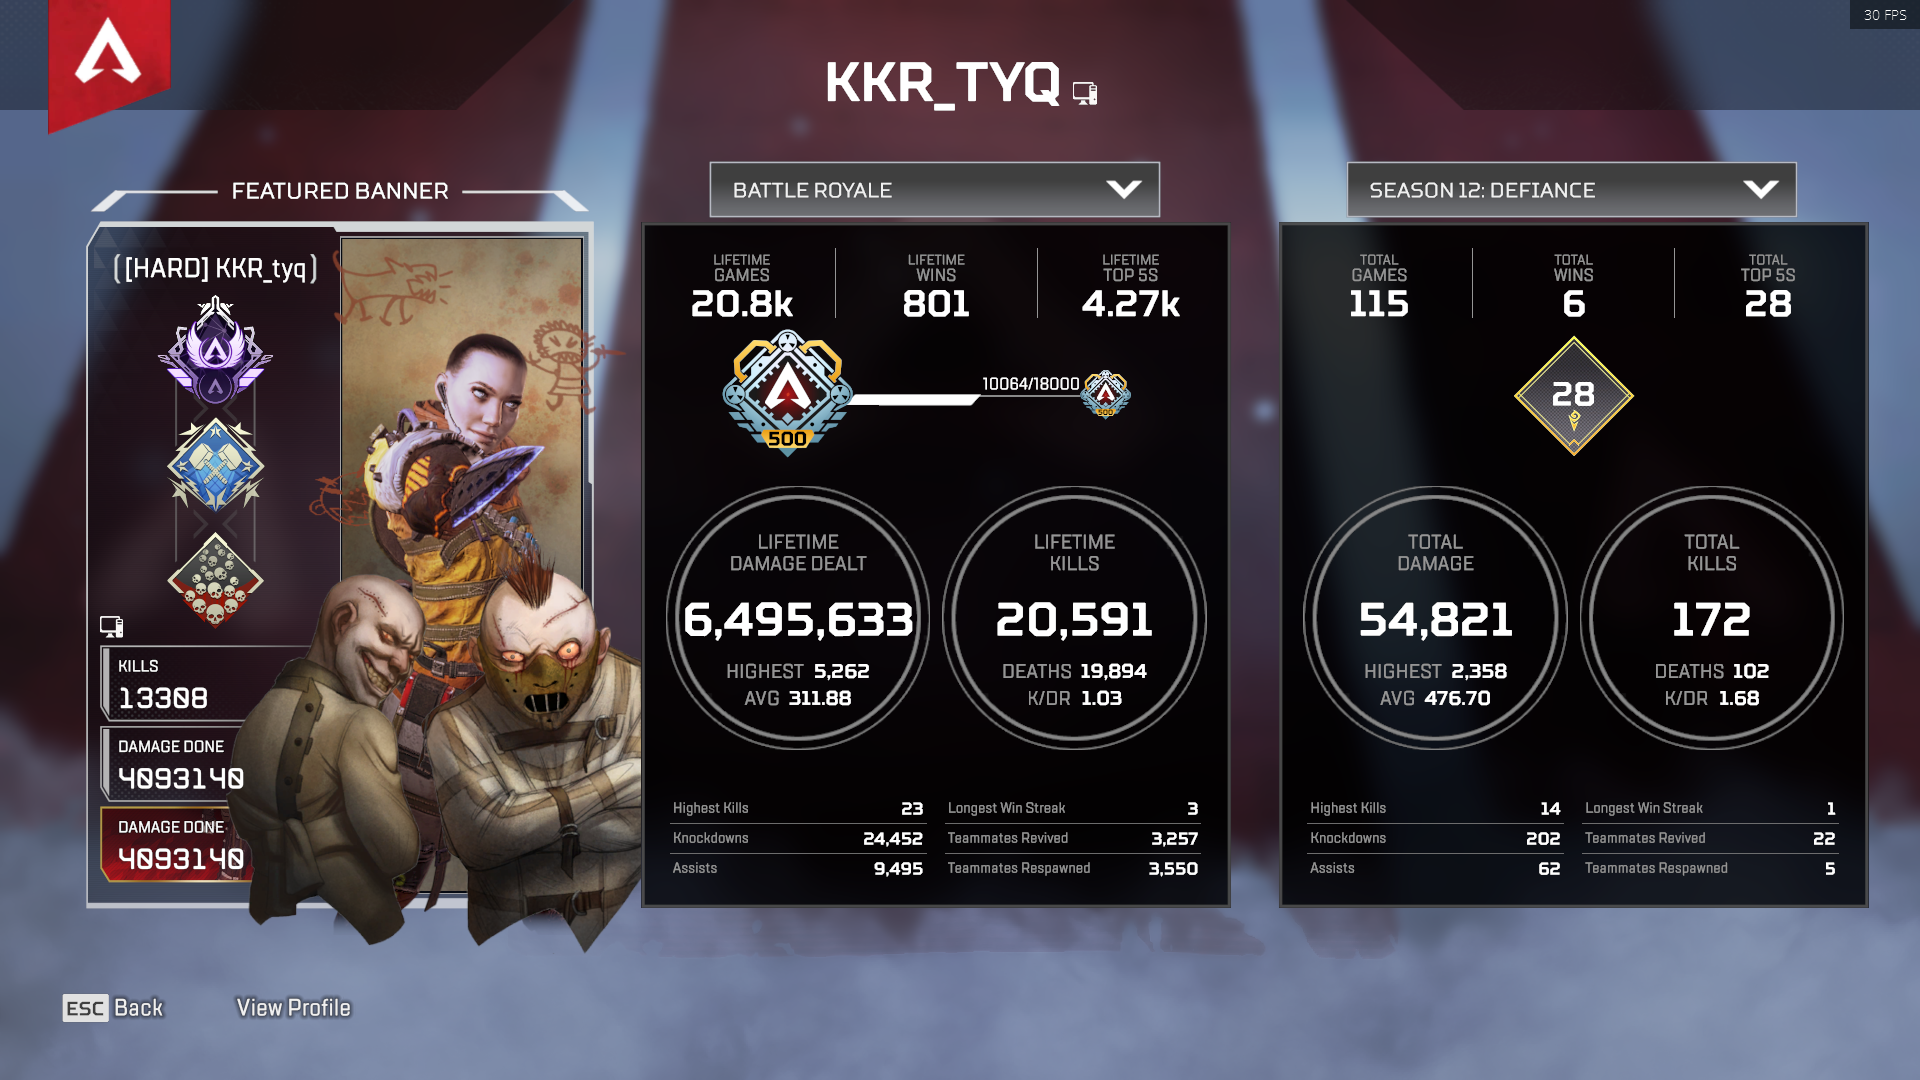 30 FPS
KKR_TYQ
FEATURED BANNER
BATTLE ROYALE
SEASON 12: DEFIANCE
([HARD] KKR_tyq)
KILLS
13308
DAMAGE DONE
4093140
DAMAGE DONE
4093140
LIFETIME
GAMES
20.8k
LIFETIME
WINS
801
LIFETIME
TOP 5S
4.27k
500
10064/18000
500
LIFETIME
DAMAGE DEALT
6,495,633
HIGHEST 5,262
AVG 311.88
LIFETIME
KILLS
20,591
DEATHS 19,894
K/DR 1.03
Highest Kills 23
Knockdowns 24,452
Assists 9,495
Longest Win Streak 3
Teammates Revived 3,257
Teammates Respawned 3,550
TOTAL
GAMES
115
TOTAL
WINS
6
TOTAL
TOP 5S
28
28
TOTAL
DAMAGE
54,821
HIGHEST 2,358
AVG 476.70
TOTAL
KILLS
172
DEATHS 102
K/DR 1.68
Highest Kills 14
Knockdowns 202
Assists 62
Longest Win Streak 1
Teammates Revived 22
Teammates Respawned 5
ESC Back
View Profile